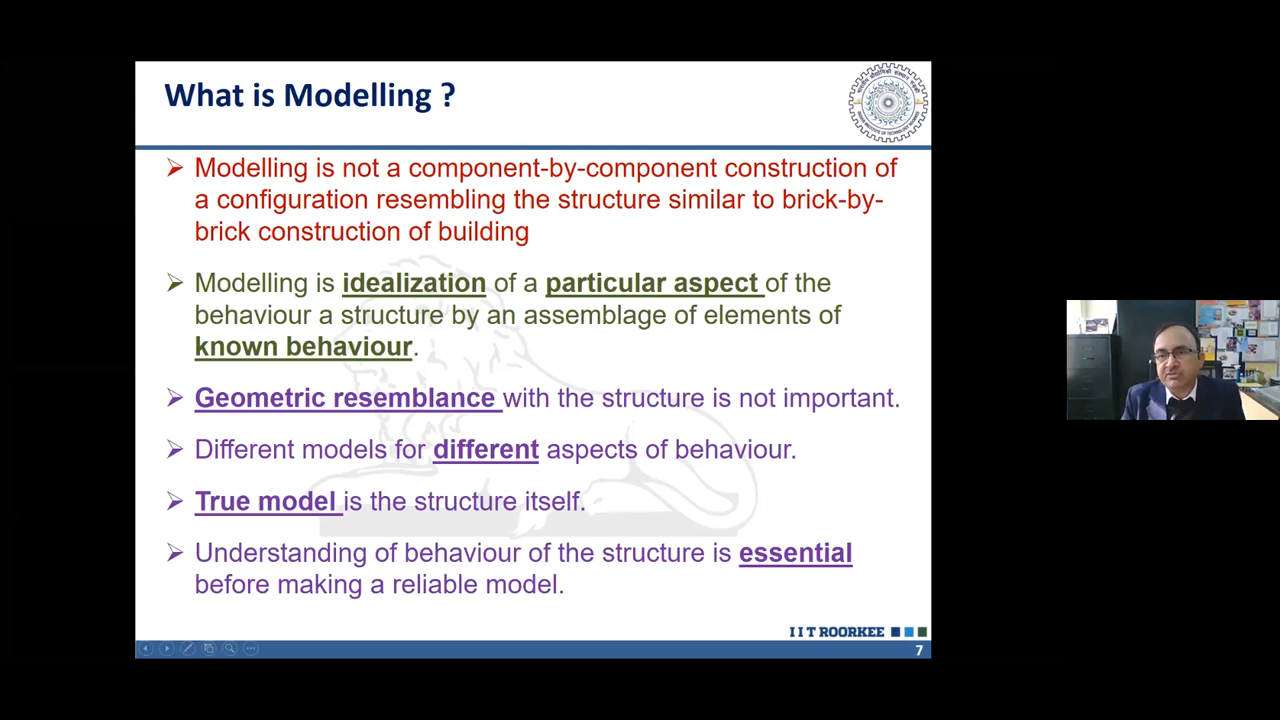 What is Modelling ?
➢ Modelling is not a component-by-component construction of
a configuration resembling the structure similar to brick-by-
brick construction of building
➢ Modelling is idealization of a particular aspect of the
behaviour a structure by an assemblage of elements of
known behaviour.
➢ Geometric resemblance with the structure is not important.
➢ Different models for different aspects of behaviour.
➢ True model is the structure itself.
➢ Understanding of behaviour of the structure is essential
before making a reliable model.
I I T ROORKEE
7